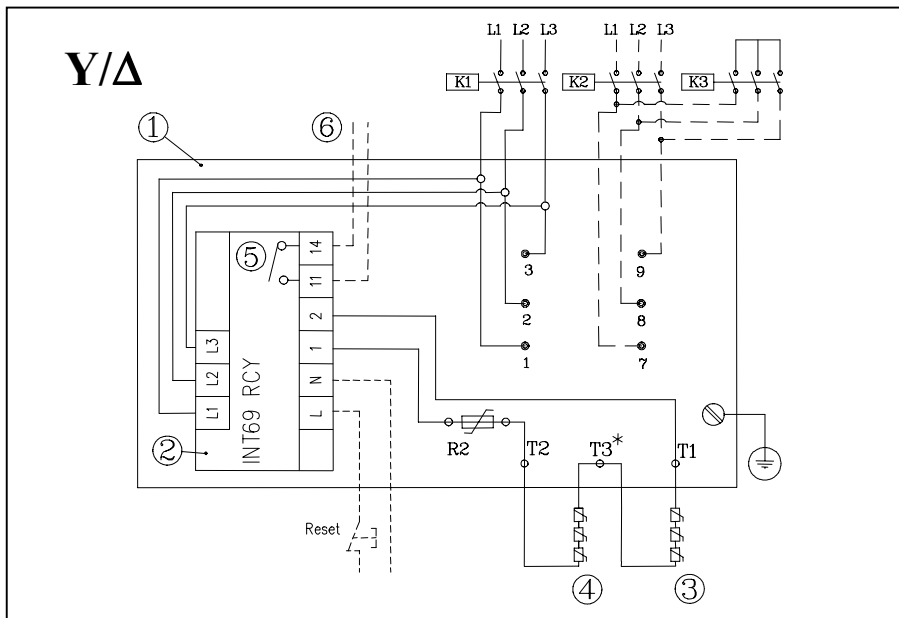 Y/Δ
L1 L2 L3
L1 L2 L3
K1
K2
K3
1
6
5
14
11
2
1
N
L
L3
L2
L1
INT69 RCY
2
3
2
1
9
8
7
R2
T2
T3*
T1
Reset
4
3